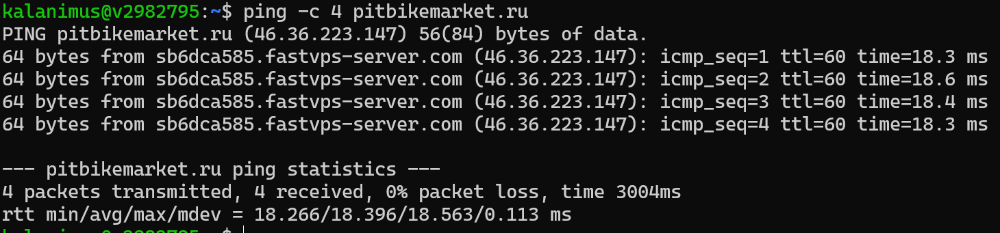 kalanimus@v2982795:~$ ping -c 4 pitbikemarket.ru
PING pitbikemarket.ru (46.36.223.147) 56(84) bytes of data.
64 bytes from sb6dca585.fastvps-server.com (46.36.223.147): icmp_seq=1 ttl=60 time=18.3 ms
64 bytes from sb6dca585.fastvps-server.com (46.36.223.147): icmp_seq=2 ttl=60 time=18.6 ms
64 bytes from sb6dca585.fastvps-server.com (46.36.223.147): icmp_seq=3 ttl=60 time=18.4 ms
64 bytes from sb6dca585.fastvps-server.com (46.36.223.147): icmp_seq=4 ttl=60 time=18.3 ms
--- pitbikemarket.ru ping statistics ---
4 packets transmitted, 4 received, 0% packet loss, time 3004ms
rtt min/avg/max/mdev = 18.266/18.396/18.563/0.113 ms